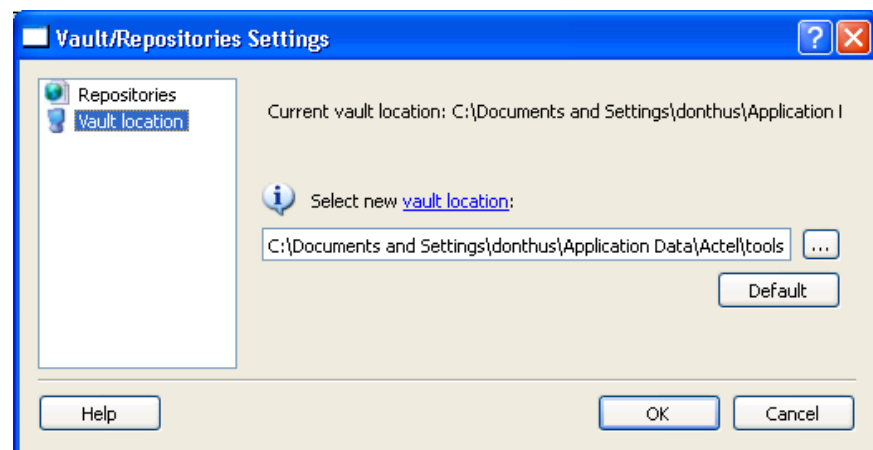 Vault/Repositories Settings
Repositories
Vault location
Current vault location: C:\Documents and Settings\donthus\Application
Select new vault location:
C:\Documents and Settings\donthus\Application Data\Actel\tools
...
Default
Help
OK
Cancel